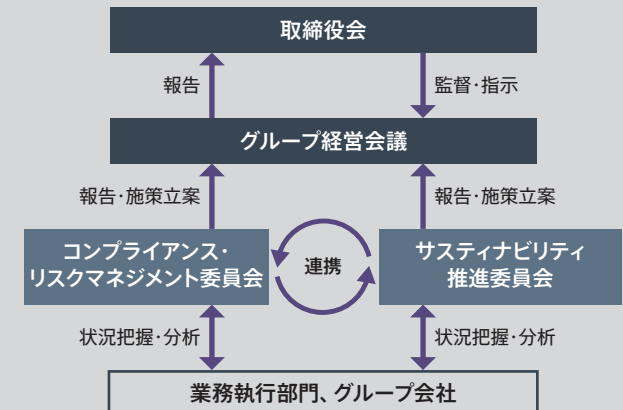 取締役会
報告
監督・指示
グループ経営会議
報告・施策立案
報告・施策立案
コンプライアンス・
リスクマネジメント委員会
連携
サスティナビリティ
推進委員会
状況把握・分析
状況把握・分析
業務執行部門、グループ会社